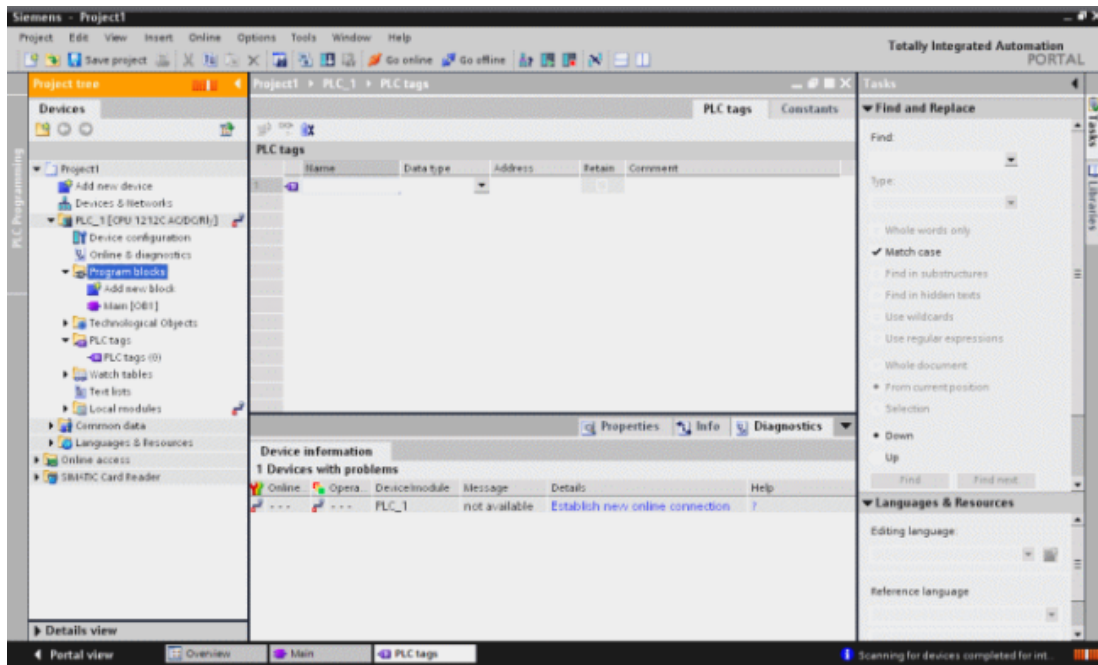 Siemens - Project1
Project Edit View Insert Online Options Tools Window Help
Totally Integrated Automation
PORTAL
Save project Go online Go offline
Project tree
Project1 PLC_1 PLC tags
Tasks
Devices
PLC tags Constants
Find and Replace
Find:
PLC tags
Name Data type Address Retain Comment
1
Type:
Whole words only
Match case
Find in substructures
Find in hidden texts
Use wildcards
Use regular expressions
Whole document
From current position
Selection
Down
Up
Find Find next
Languages & Resources
Editing language:
Reference language
Project1
Add new device
Devices & Networks
PLC_1 [CPU 1212C AC/DC/Rly]
Device configuration
Online & diagnostics
Program blocks
Add new block
Main [OB1]
Technological Objects
PLC tags
PLC tags (0)
Watch tables
Text lists
Local modules
Common data
Languages & Resources
Online access
SIMATIC Card Reader
Details view
Properties Info Diagnostics
Device information
1 Devices with problems
Online... Opera... Device/module Message Details Help
--- --- PLC_1 not available Establish new online connection ?
PLC Programming
Tasks
Libraries
Portal view Overview Main PLC tags
Scanning for devices completed for int...